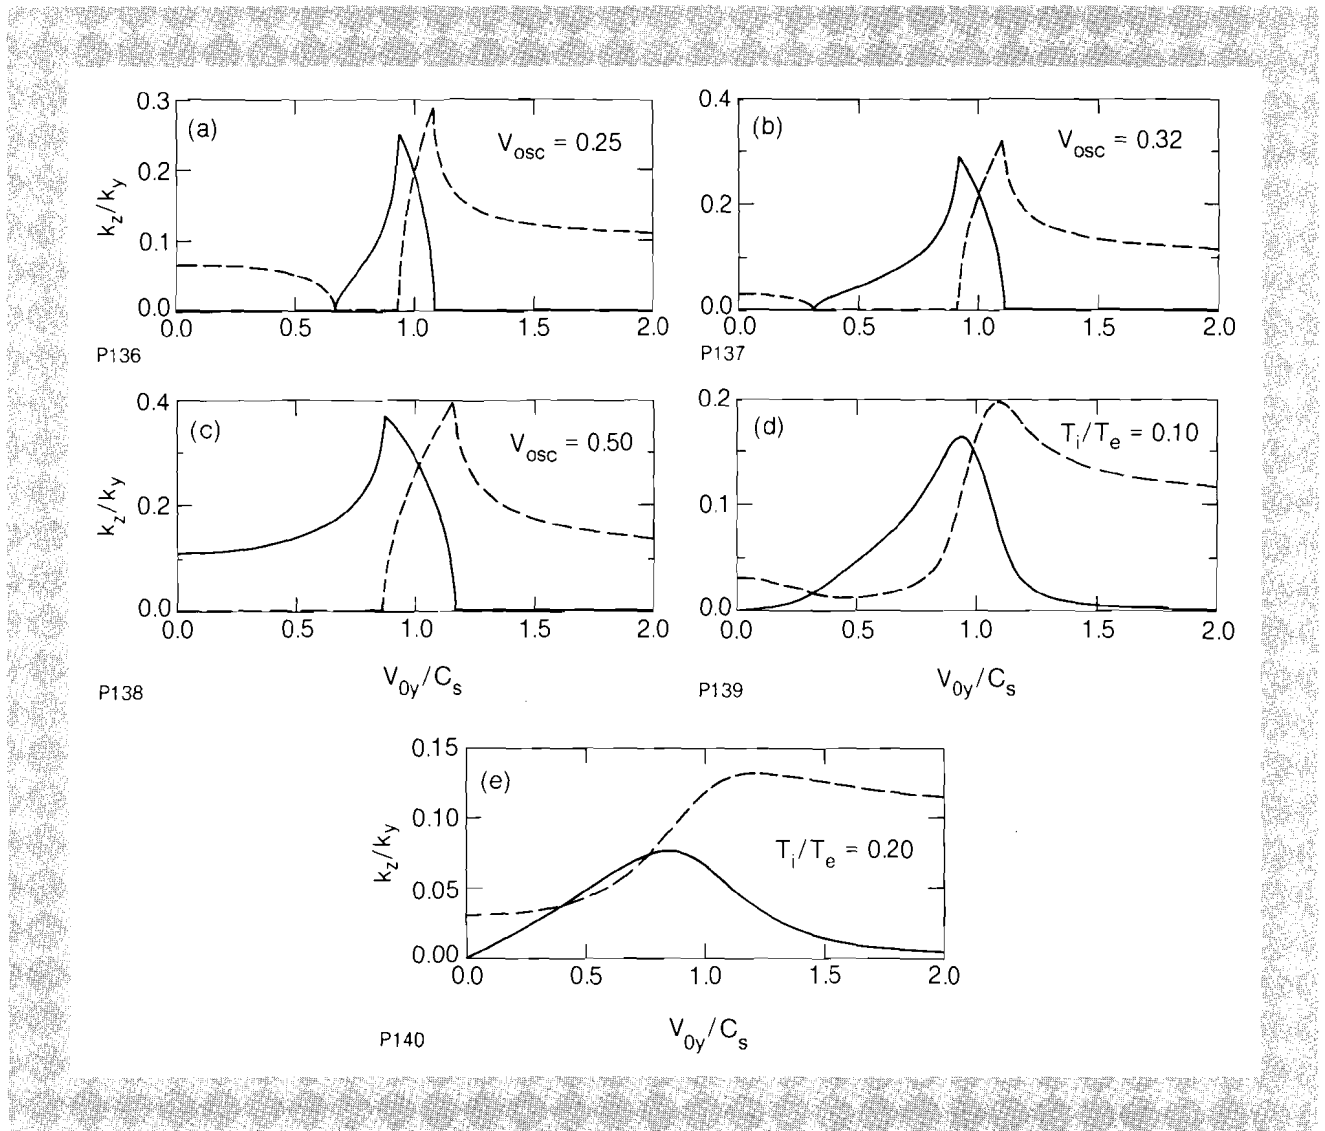 (a)
V_osc = 0.25
k_z/k_y
0.3
0.2
0.1
0.0
0.0 0.5 1.0 1.5 2.0
P136
(b)
V_osc = 0.32
0.4
0.2
0.0
0.0 0.5 1.0 1.5 2.0
P137
(c)
V_osc = 0.50
k_z/k_y
0.4
0.2
0.0
0.0 0.5 1.0 1.5 2.0
V_0y/C_s
P138
(d)
T_i/T_e = 0.10
0.2
0.1
0.0
0.0 0.5 1.0 1.5 2.0
V_0y/C_s
P139
(e)
T_i/T_e = 0.20
k_z/k_y
0.15
0.10
0.05
0.00
0.0 0.5 1.0 1.5 2.0
V_0y/C_s
P140